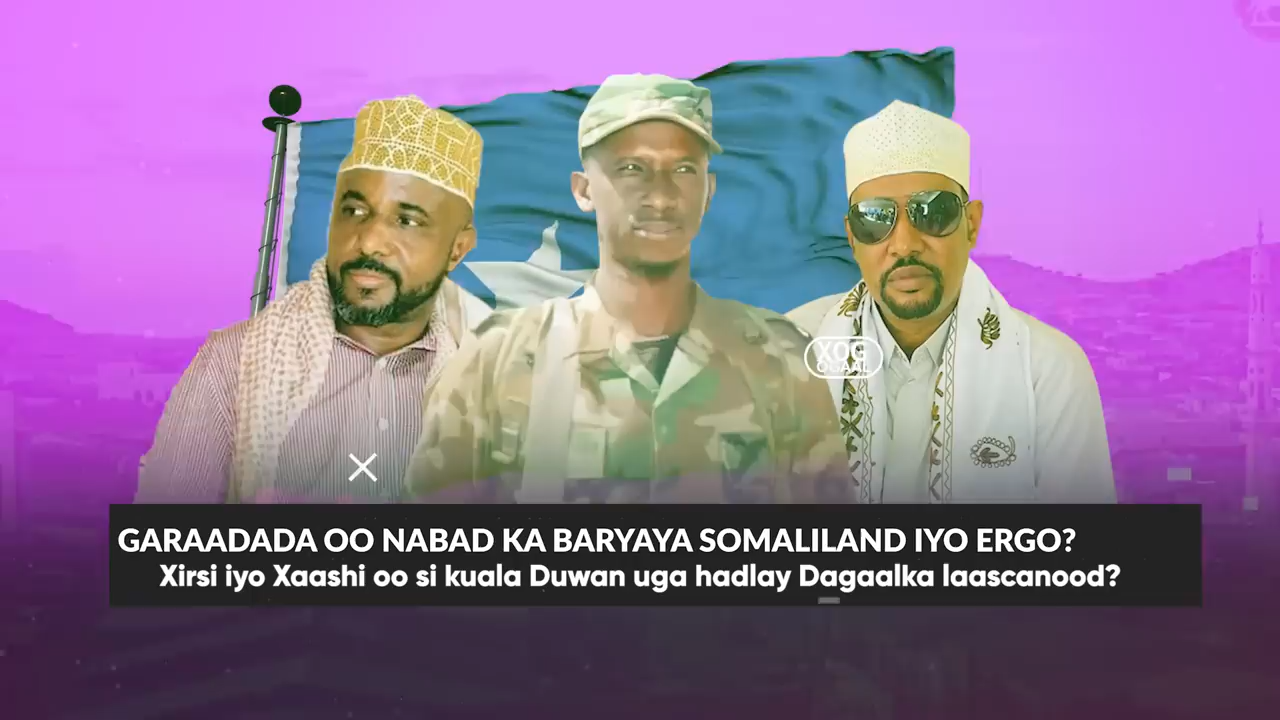 XOG
OGAAL
GARAADADA OO NABAD KA BARYAYA SOMALILAND IYO ERGO?
Xirsi iyo Xaashi oo si kuala Duwan uga hadlay Dagaalka laascanood?